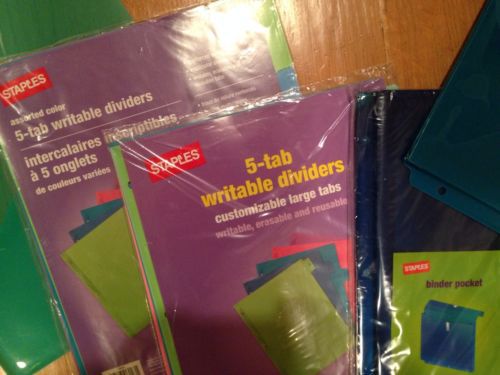 STAPLES
assorted color
5-tab writable dividers
intercalaires inscriptibles
à 5 onglets
de couleurs variées
STAPLES
5-tab
writable dividers
customizable large tabs
writable, erasable and reusable
STAPLES
binder pocket